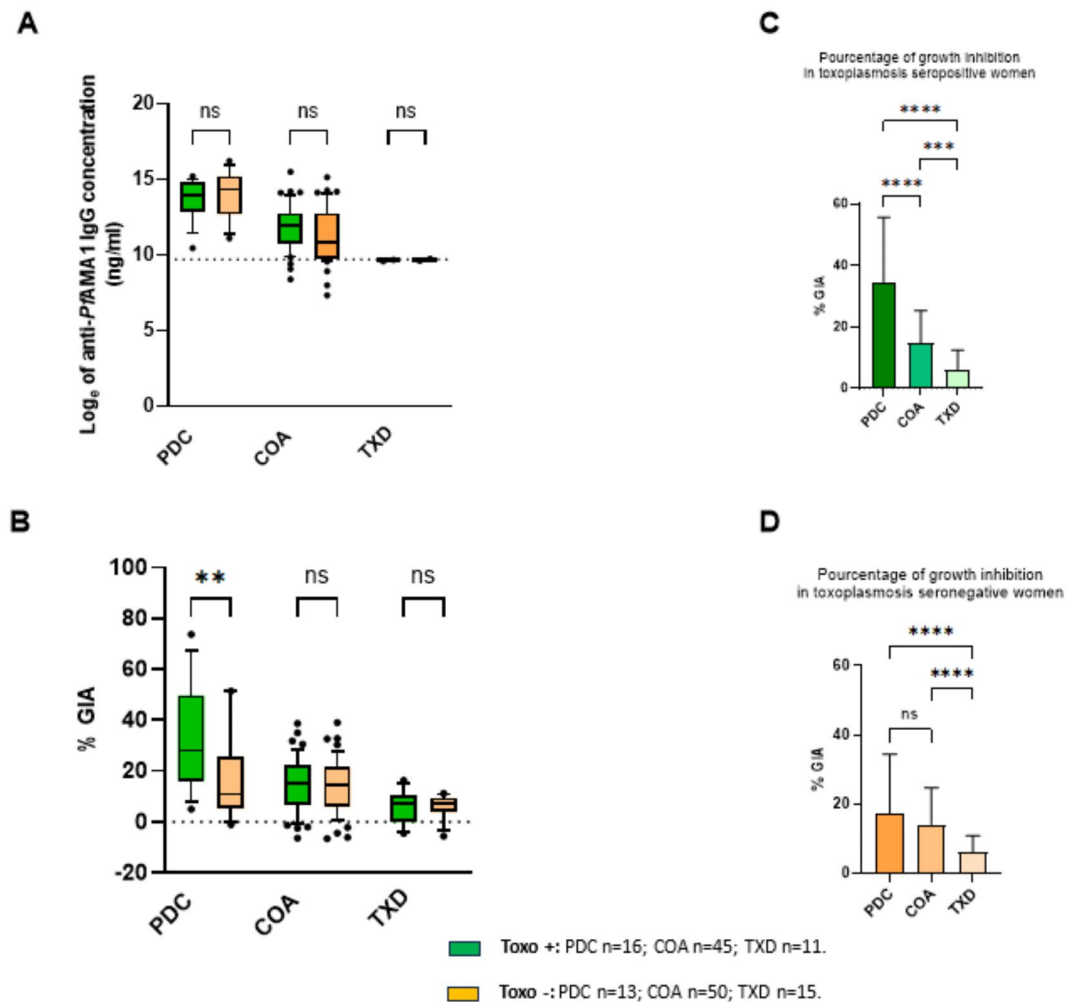 A
Log_e of anti-PfAMA1 IgG concentration
(ng/ml)
20
15
10
5
0
ns
ns
ns
PDC
COA
TXD
B
% GIA
100
80
60
40
20
0
-20
**
ns
ns
PDC
COA
TXD
C
Pourcentage of growth inhibition
in toxoplasmosis seropositive women
****
***
****
% GIA
60
40
20
0
PDC
COA
TXD
D
Pourcentage of growth inhibition
in toxoplasmosis seronegative women
****
****
ns
% GIA
60
40
20
0
PDC
COA
TXD
Toxo +: PDC n=16; COA n=45; TXD n=11.
Toxo -: PDC n=13; COA n=50; TXD n=15.